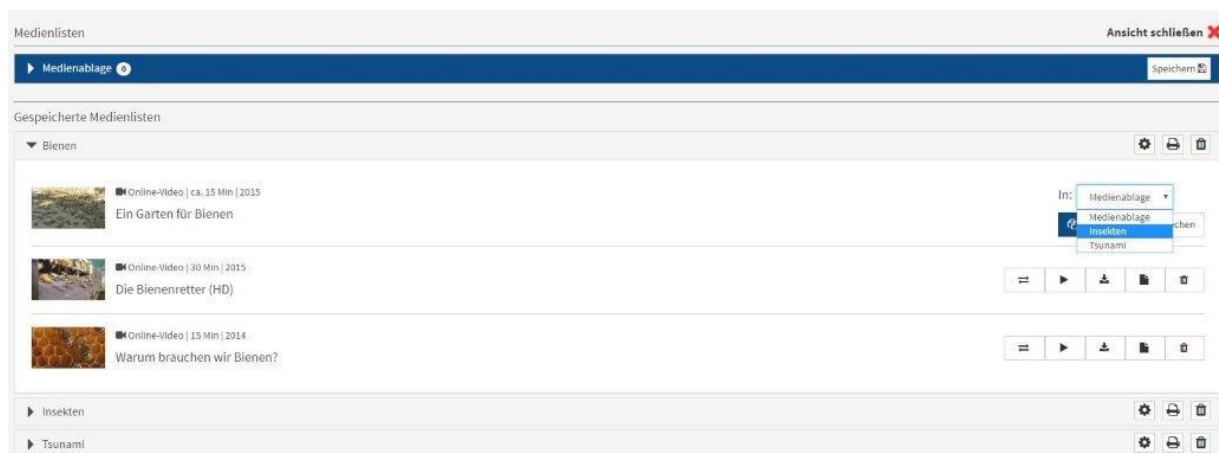 Medienlisten
Ansicht schließen
Medienablage 0
Speichern
Gespeicherte Medienlisten
Bienen
Online-Video | ca. 15 Min | 2015
Ein Garten für Bienen
In: Medienablage
Medienablage
Insekten
Tsunami
Online-Video | 30 Min | 2015
Die Bienenretter (HD)
Online-Video | 15 Min | 2014
Warum brauchen wir Bienen?
Insekten
Tsunami